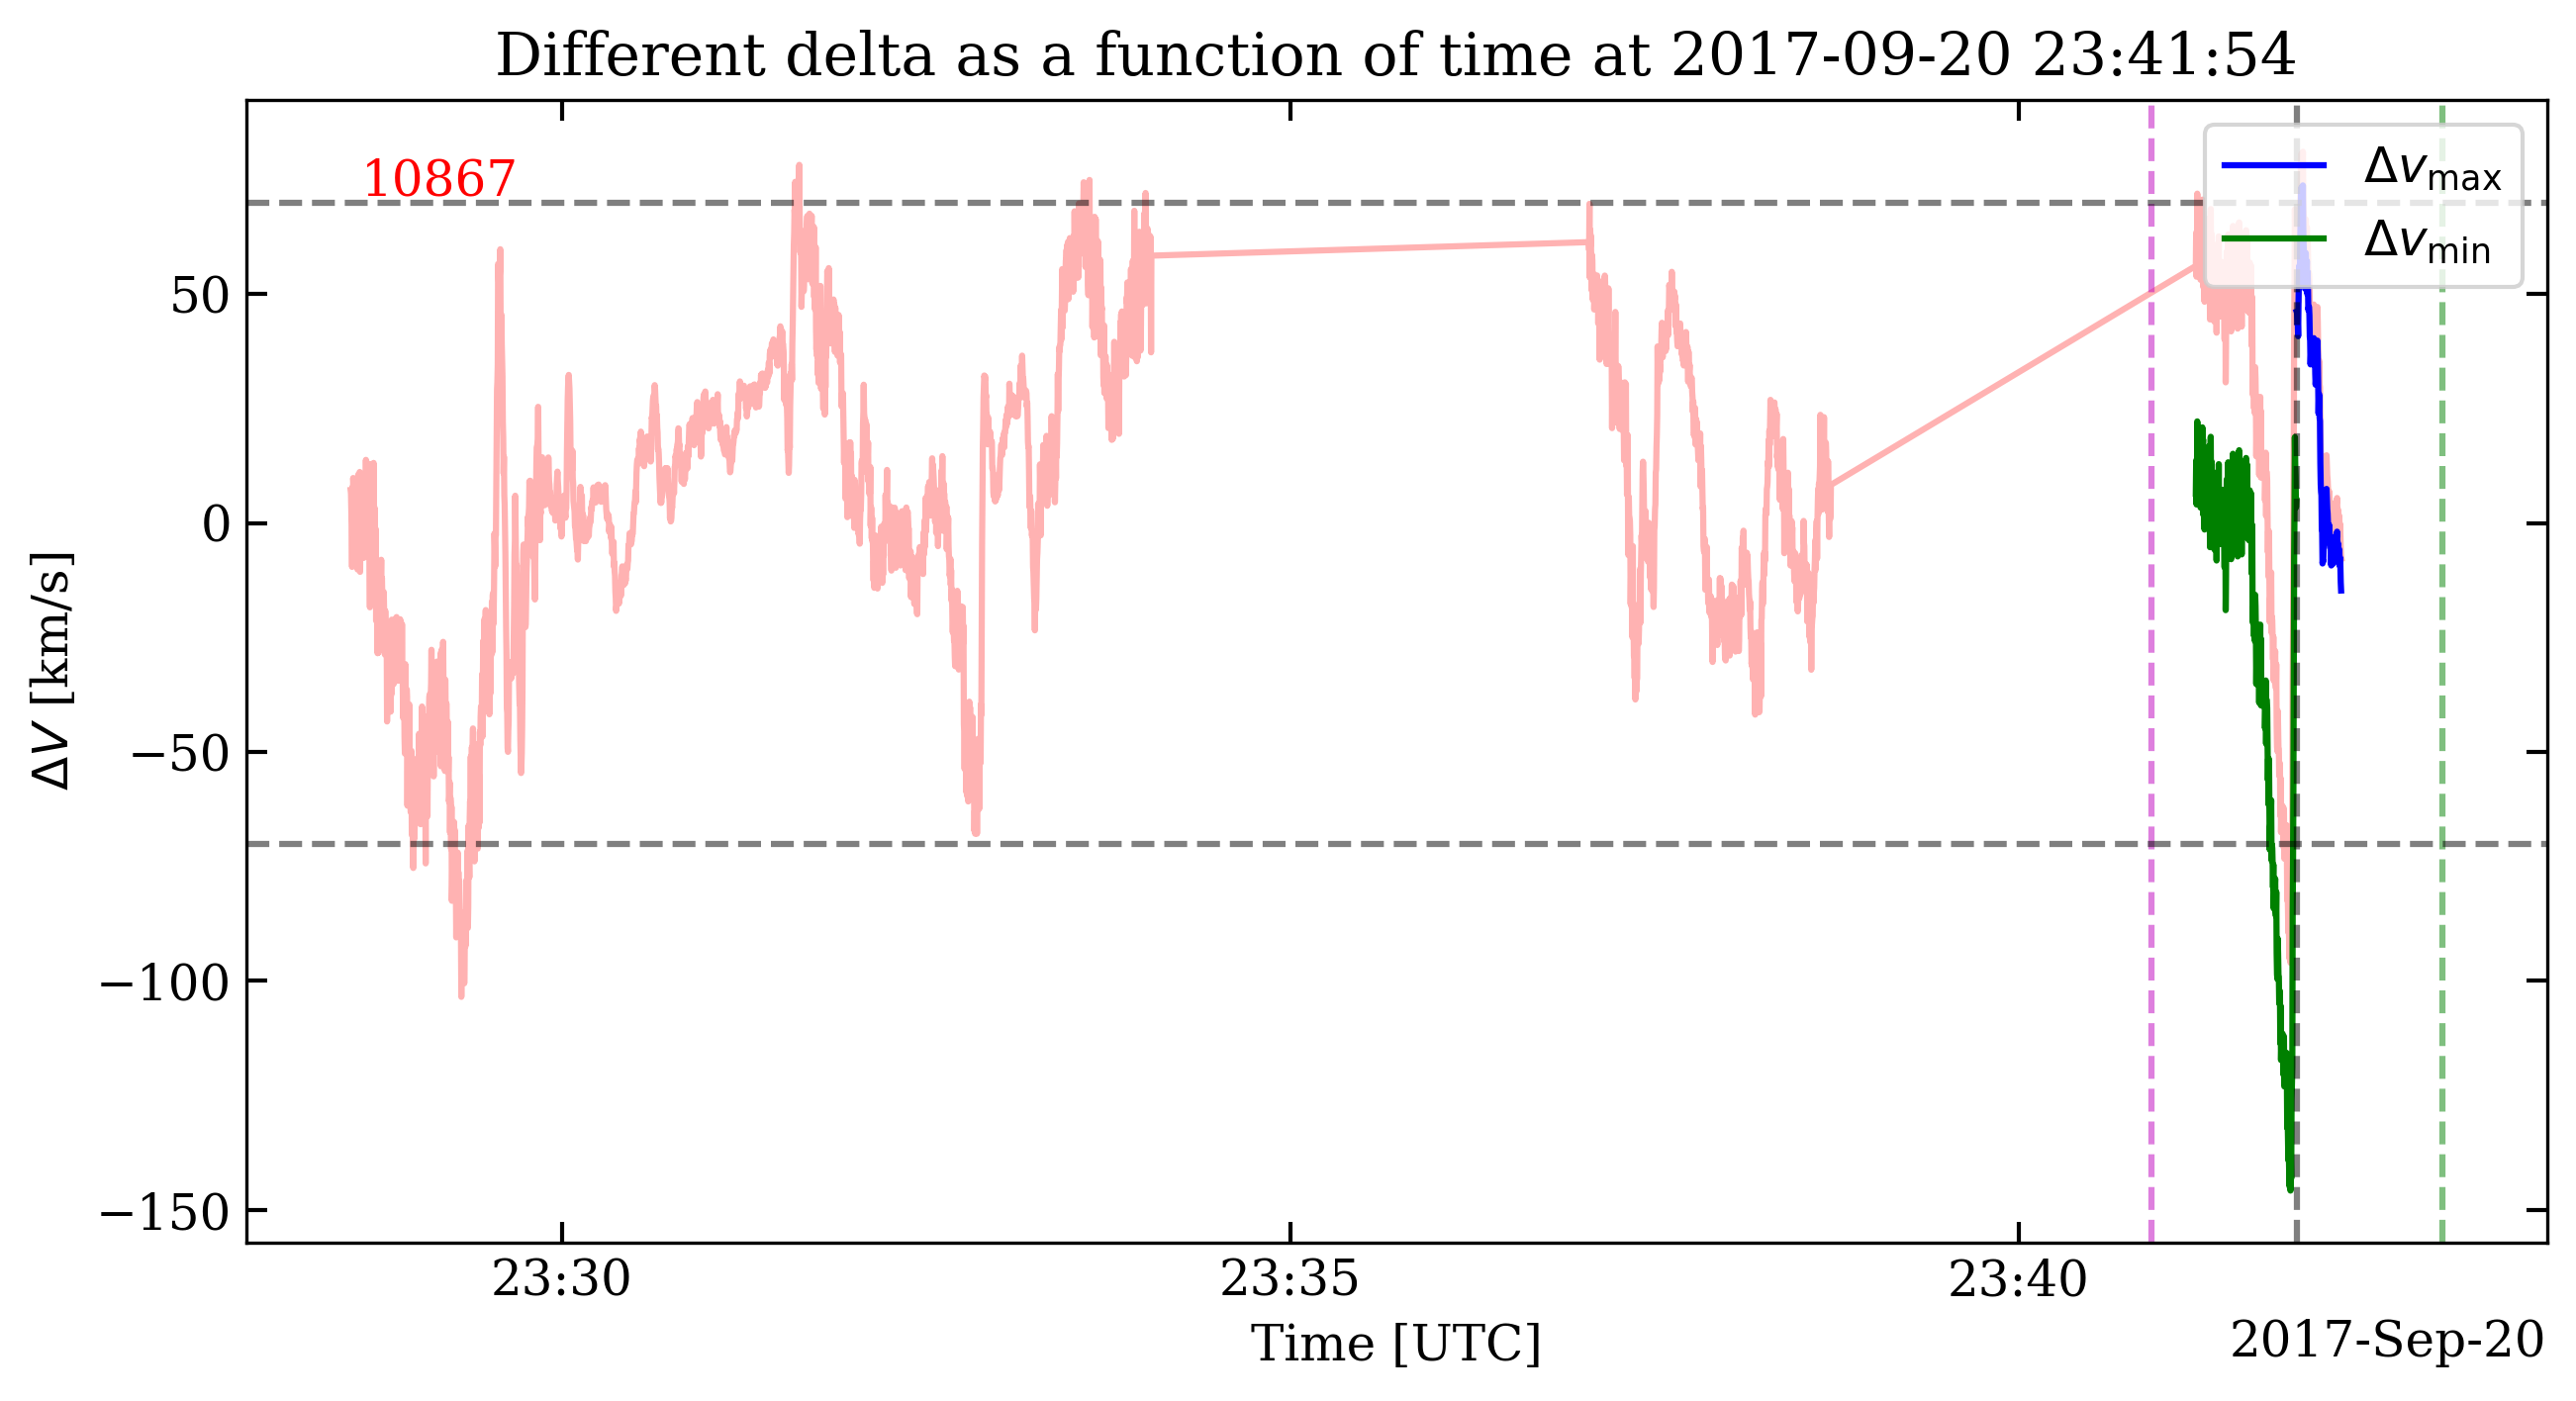 Different delta as a function of time at 2017-09-20 23:41:54
10867
Δv_max
Δv_min
50
0
−50
−100
−150
ΔV [km/s]
23:30 23:35 23:40
Time [UTC]
2017-Sep-20